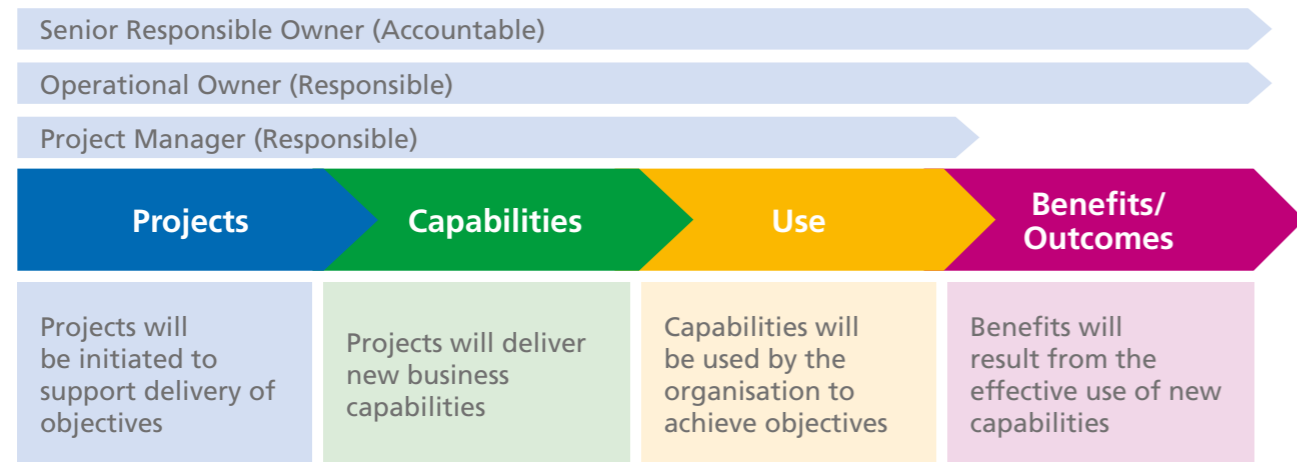 Senior Responsible Owner (Accountable)
Operational Owner (Responsible)
Project Manager (Responsible)
Projects
Capabilities
Use
Benefits/
Outcomes
Projects will
be initiated to
support delivery of
objectives
Projects will deliver
new business
capabilities
Capabilities will
be used by the
organisation to
achieve objectives
Benefits will
result from the
effective use of new
capabilities